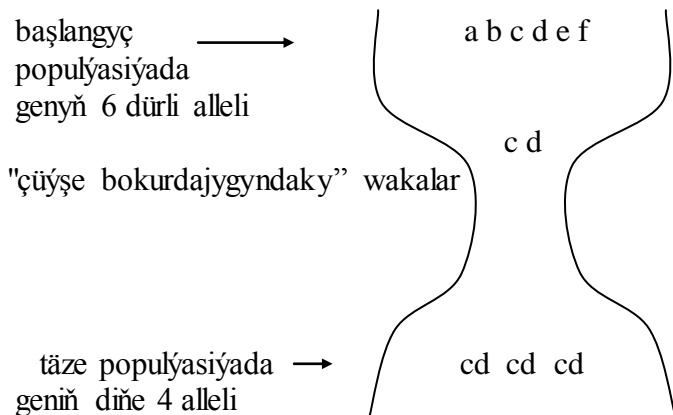 başlangyç
populýasiýada
genyň 6 dürli alleli
a b c d e f
c d
"çüýşe bokurdajygyndaky” wakalar
täze populýasiýada
geniň diňe 4 alleli
cd cd cd